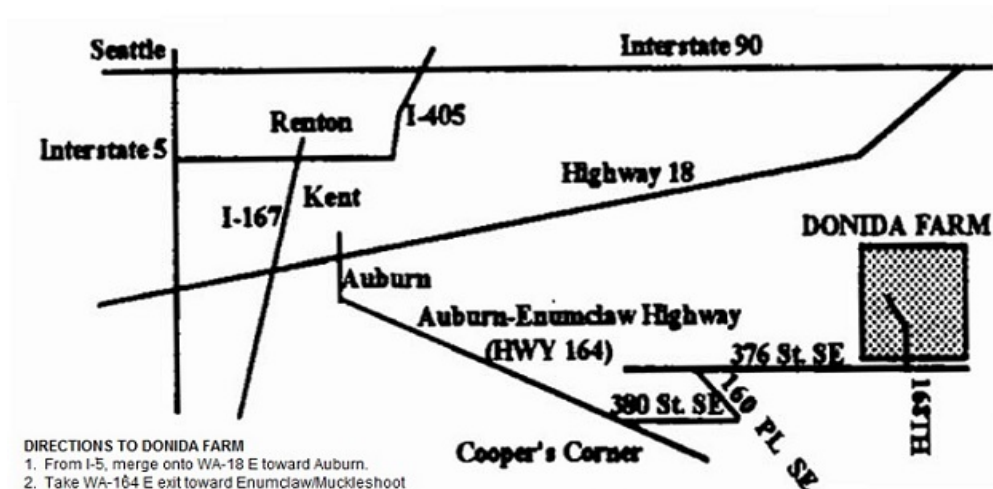 Seattle
Interstate 90
I-405
Renton
Interstate 5
Highway 18
Kent
I-167
DONIDA FARM
Auburn
Auburn-Enumclaw Highway
(HWY 164)
376 St. SE
380 St. SE
160 PL SE
168TH
Cooper's Corner
DIRECTIONS TO DONIDA FARM
1. From I-5, merge onto WA-18 E toward Auburn.
2. Take WA-164 E exit toward Enumclaw/Muckleshoot